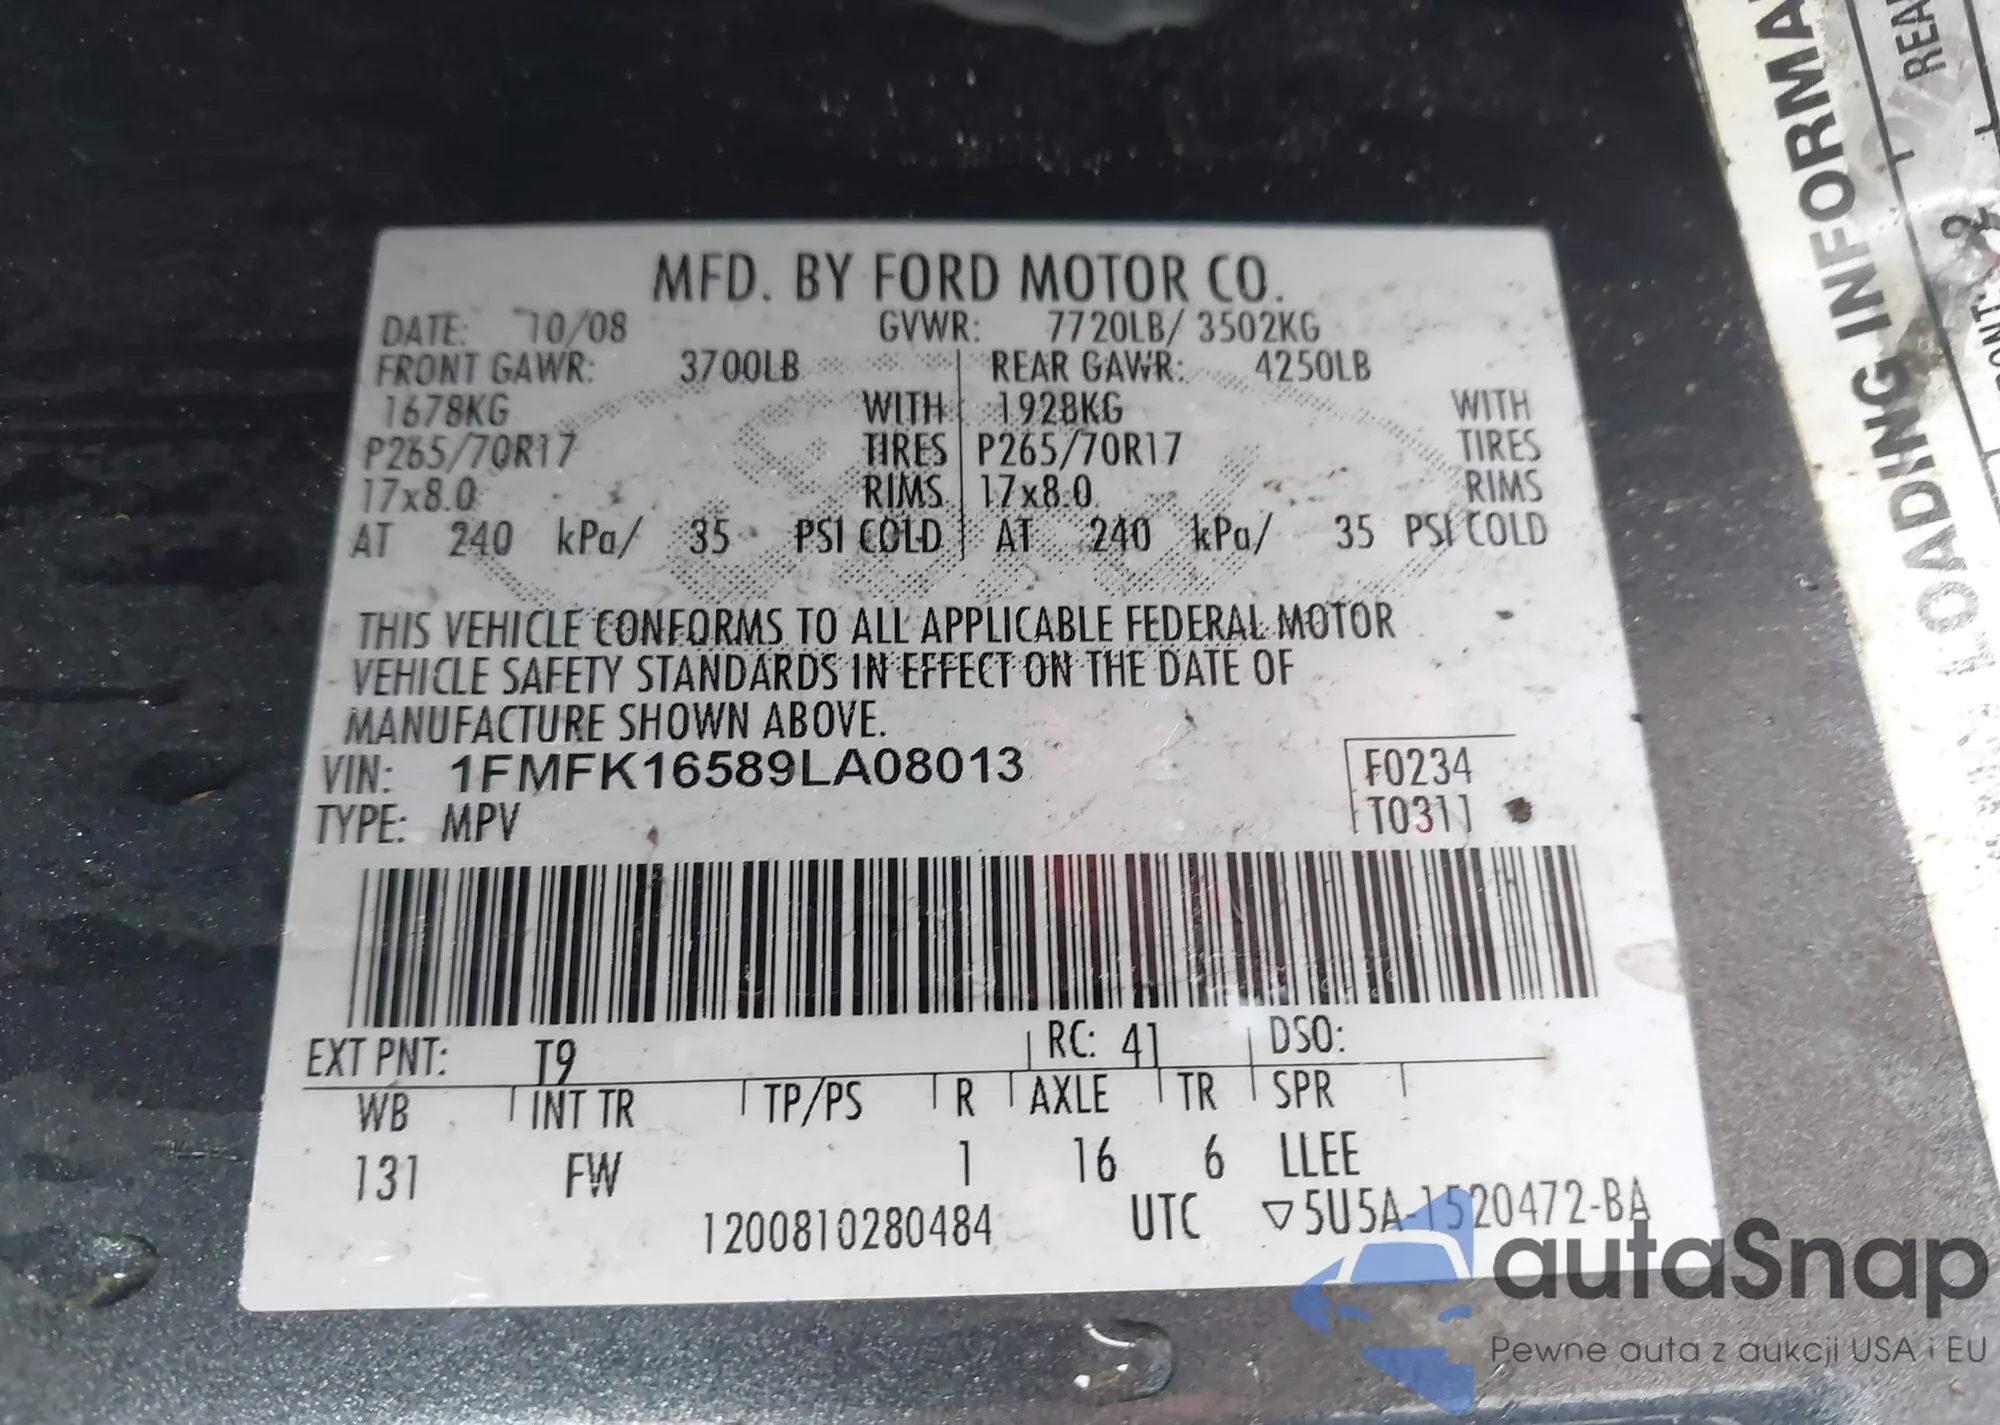 MFD. BY FORD MOTOR CO.
DATE: 10/08 GVWR: 7720LB/ 3502KG
FRONT GAWR: 3700LB REAR GAWR: 4250LB
1678KG WITH 1928KG WITH
P265/70R17 TIRES P265/70R17 TIRES
17x8.0 RIMS 17x8.0 RIMS
AT 240 kPa/ 35 PSI COLD AT 240 kPa/ 35 PSI COLD
THIS VEHICLE CONFORMS TO ALL APPLICABLE FEDERAL MOTOR
VEHICLE SAFETY STANDARDS IN EFFECT ON THE DATE OF
MANUFACTURE SHOWN ABOVE.
VIN: 1FMFK16589LA08013 F0234
TYPE: MPV T0311
EXT PNT: T9 RC: 41 DSO:
WB INT TR TP/PS R AXLE TR SPR
131 FW 1 16 6 LLEE
1200810280484 UTC ▽5U5A-1520472-BA
LOADING
autaSnap
Pewne auta z aukcji USA i EU